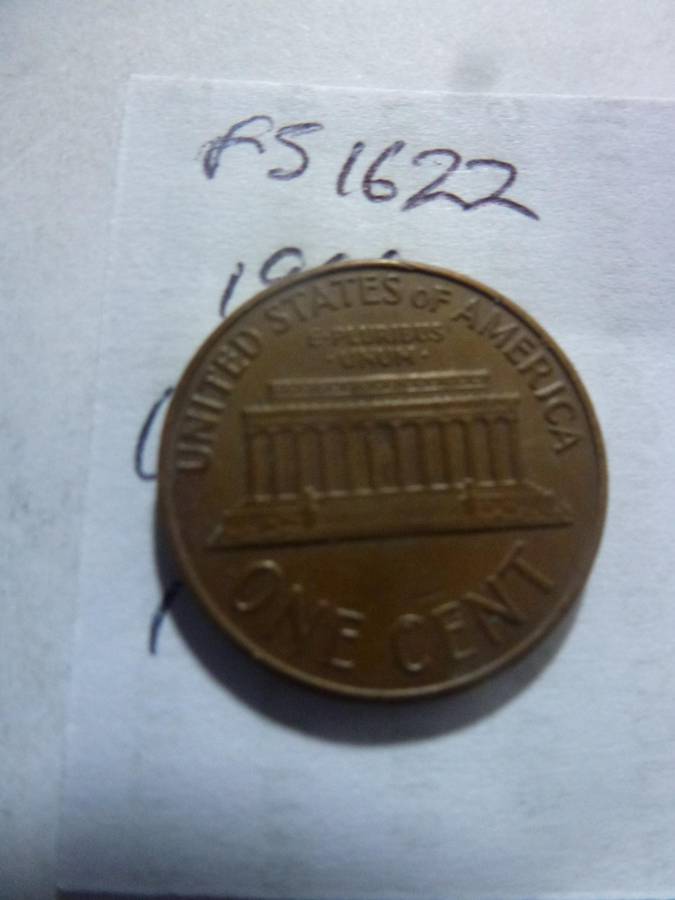 FS 1622
UNITED STATES OF AMERICA
E·PLURIBUS
·UNUM·
ONE CENT